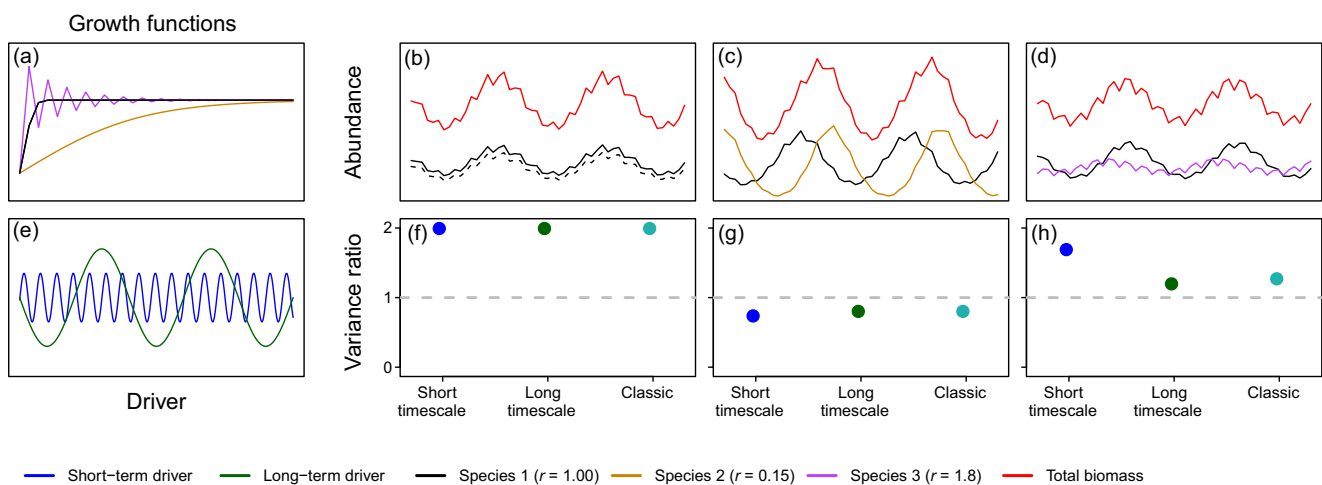 Growth functions
(a)
(b)
(c)
(d)
Abundance
(e)
(f)
(g)
(h)
Variance ratio
2
1
0
Driver
Short
timescale
Long
timescale
Classic
Short
timescale
Long
timescale
Classic
Short
timescale
Long
timescale
Classic
Short−term driver
Long−term driver
Species 1 (r = 1.00)
Species 2 (r = 0.15)
Species 3 (r = 1.8)
Total biomass